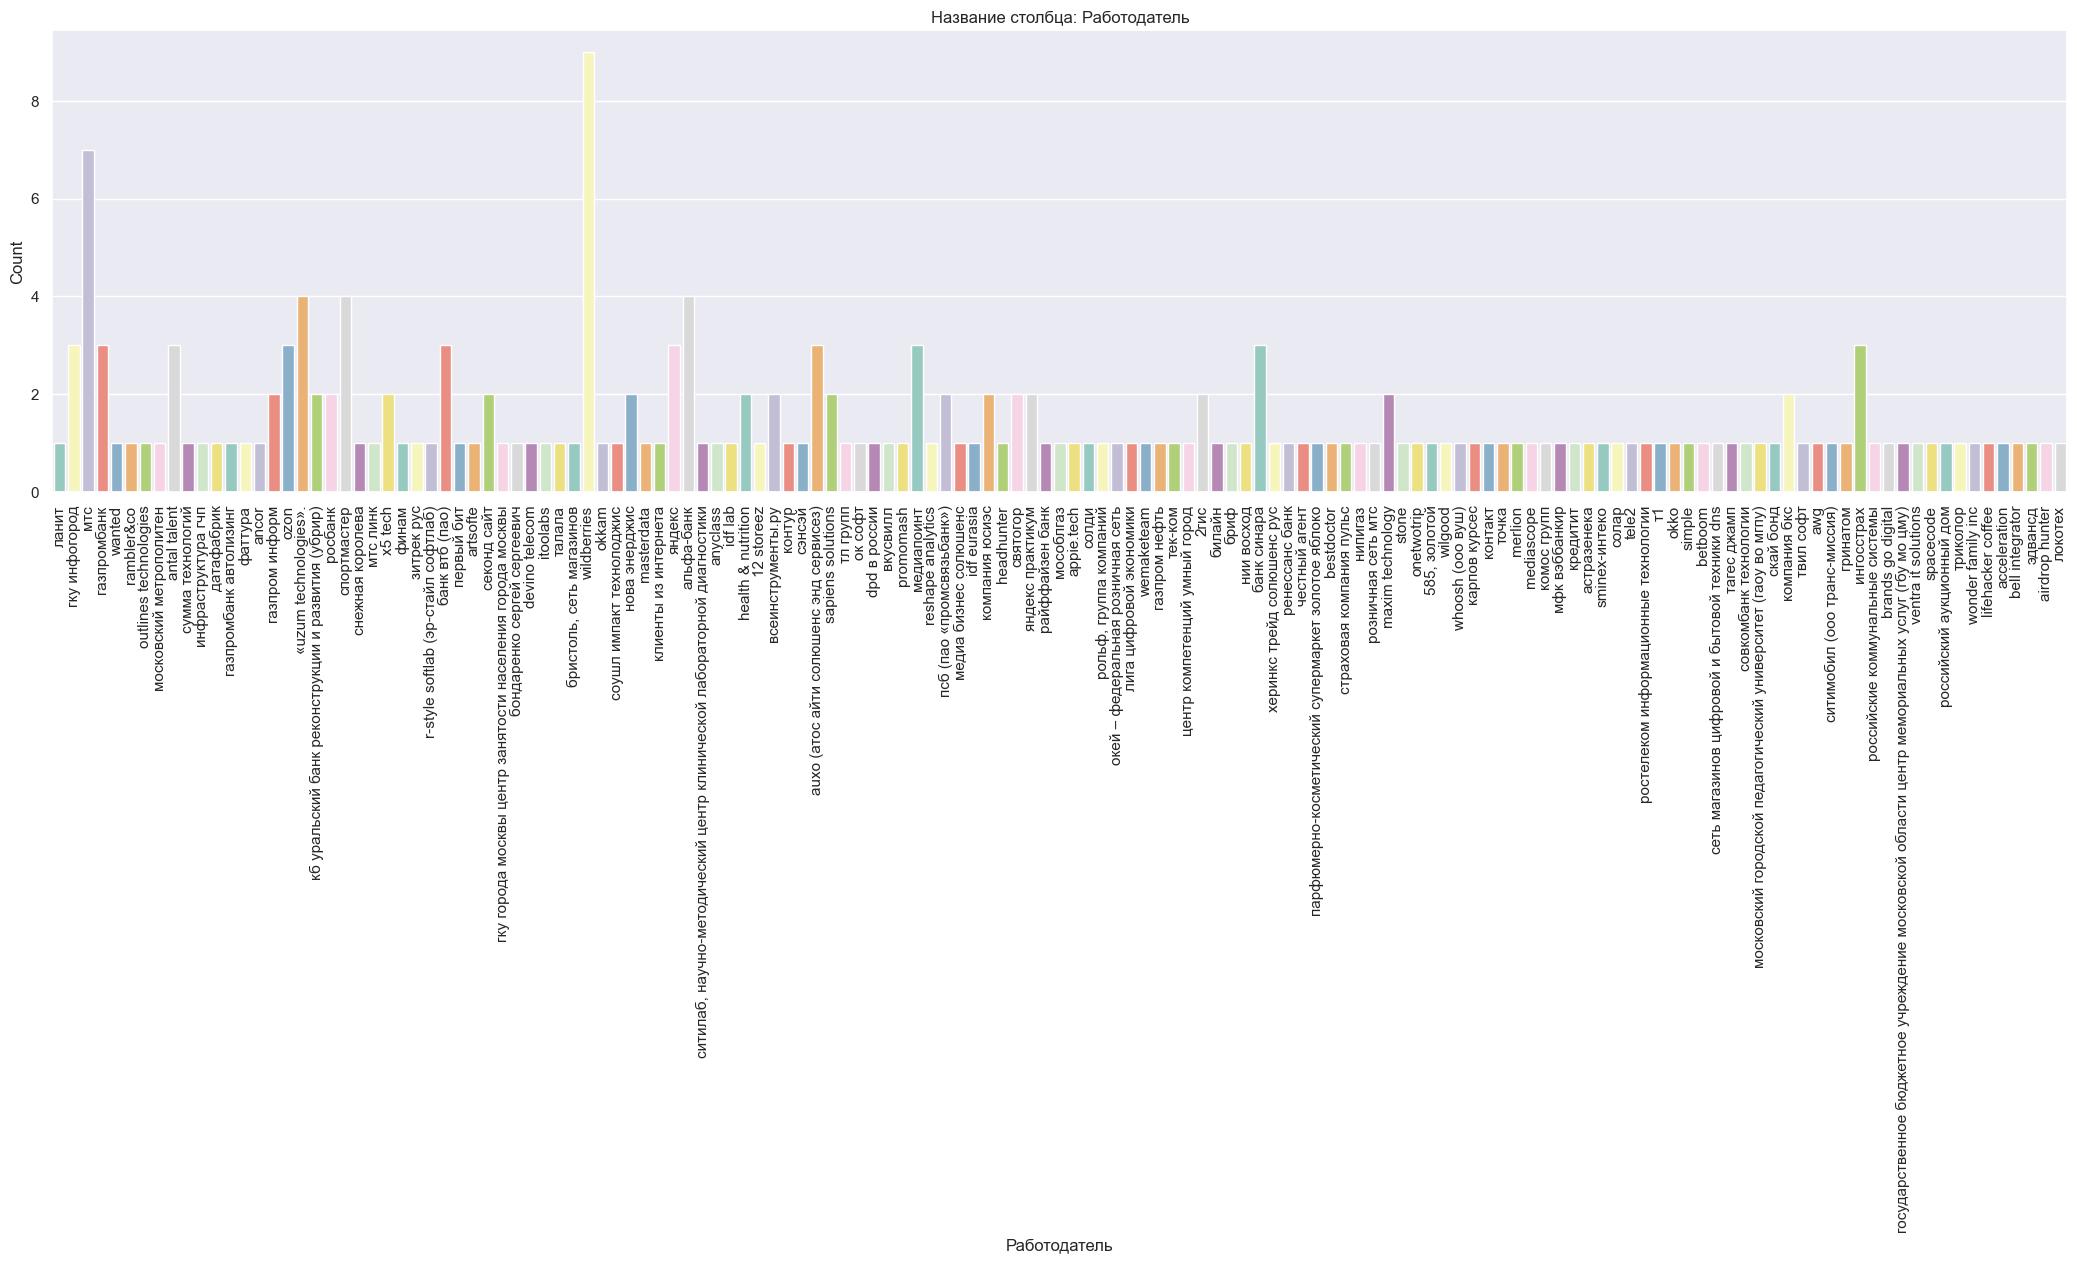 Название столбца: Работодатель
Count
8
6
4
2
0
ланит
гку инфогород
мтс
газпромбанк
wanted
rambler&co
outlines technologies
московский метрополитен
antal talent
сумма технологий
инфраструктура гчп
датафабрик
газпромбанк автолизинг
фаттура
ancor
газпром информ
ozon
«uzum technologies».
кб уральский банк реконструкции и развития (убрир)
росбанк
спортмастер
снежная королева
мтс линк
x5 tech
финам
зитрек рус
r-style softlab (эр-стайл софтлаб)
банк втб (пао)
первый бит
artsofte
секонд сайт
гку города москвы центр занятости населения города москвы
бондаренко сергей сергеевич
devino telecom
itoolabs
талала
бристоль, сеть магазинов
wildberries
okkam
соушл импакт технолоджис
нова энерджис
masterdata
клиенты из интернета
яндекс
альфа-банк
ситилаб, научно-методический центр клинической лабораторной диагностики
anyclass
idf lab
health & nutrition
12 storeez
всеинструменты.ру
контур
сэнсэй
auxo (атос айти солюшенс энд сервисез)
sapiens solutions
тл групп
ок софт
dpd в россии
вкусвилл
promomash
медиапоинт
reshape analytics
псб (пао «промсвязьбанк»)
медиа бизнес солюшенс
idf eurasia
компания юсиэс
headhunter
святогор
яндекс практикум
райффайзен банк
мособлгаз
apple.tech
солди
рольф, группа компаний
окей – федеральная розничная сеть
лига цифровой экономики
wemaketeam
газпром нефть
тек-ком
центр компетенций умный город
2гис
билайн
бриф
нии восход
банк синара
херинкс трейд солюшенс рус
ренессанс банк
честный агент
парфюмерно-косметический супермаркет золотое яблоко
bestdoctor
страховая компания пульс
нипигаз
розничная сеть мтс
maxim technology
stone
onetwotrip
585, золотой
wilgood
whoosh (ооо вуш)
карпов курсес
контакт
точка
merlion
mediascope
комос групп
мфк вэббанкир
кредитит
астразенека
sminex-интеко
солар
tele2
ростелеком информационные технологии
т1
okko
simple
betboom
сеть магазинов цифровой и бытовой техники dns
тагес джамп
совкомбанк технологии
московский городской педагогический университет (гаоу во мгпу)
скай бонд
компания бкс
твил софт
awg
ситимобил (ооо транс-миссия)
гринатом
ингосстрах
российские коммунальные системы
brands go digital
государственное бюджетное учреждение московской области центр мемориальных услуг (гбу мо цму)
ventra it solutions
spacecode
российский аукционный дом
триколор
wonder family inc
lifehacker coffee
acceleration
bell integrator
эдвансд
airdrop hunter
локотех
Работодатель